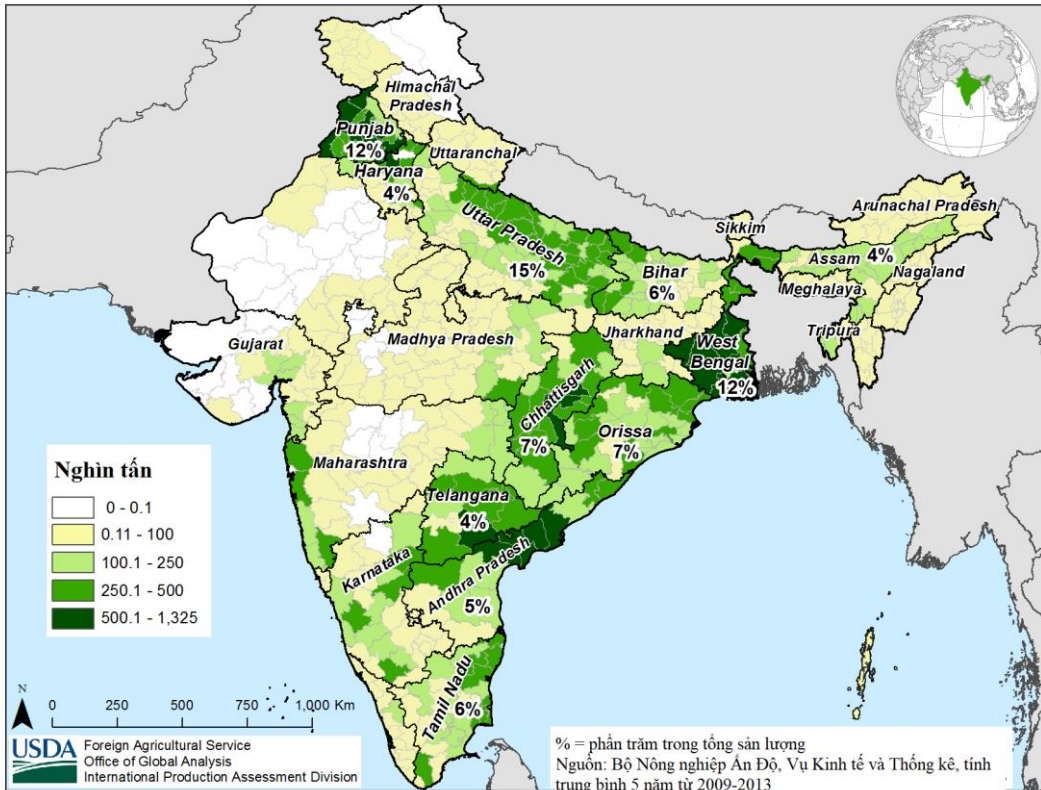 Himachal
Pradesh
Punjab
12%
Uttaranchal
Haryana
4%
Uttar Pradesh
15%
Sikkim
Arunachal Pradesh
Assam
4%
Nagaland
Meghalaya
Bihar
6%
Tripura
Gujarat
Madhya Pradesh
Jharkhand
West
Bengal
12%
Chhattisgarh
7%
Orissa
7%
Maharashtra
Telangana
4%
Karnataka
Andhra Pradesh
5%
Tamil Nadu
6%
Nghìn tấn
0 - 0.1
0.11 - 100
100.1 - 250
250.1 - 500
500.1 - 1,325
N
0 250 500 1,000 Km
USDA
Foreign Agricultural Service
Office of Global Analysis
International Production Assessment Division
% = phần trăm trong tổng sản lượng
Nguồn: Bộ Nông nghiệp Ấn Độ, Vụ Kinh tế và Thống kê, tính
trung bình 5 năm từ 2009-2013